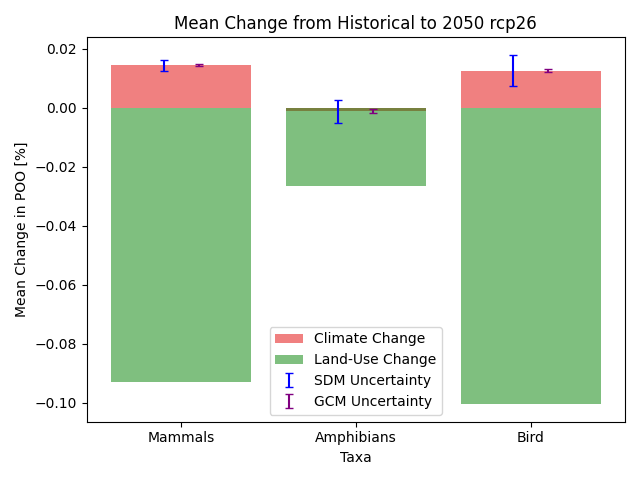 Mean Change from Historical to 2050 rcp26
Mean Change in POO [%]
0.02
0.00
−0.02
−0.04
−0.06
−0.08
−0.10
Climate Change
Land-Use Change
SDM Uncertainty
GCM Uncertainty
Mammals
Amphibians
Bird
Taxa